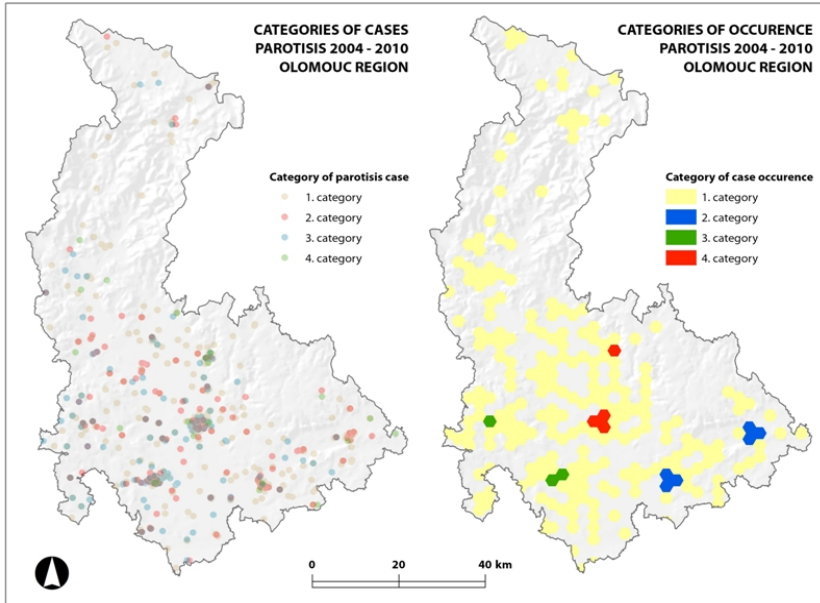 CATEGORIES OF CASES
PAROTISIS 2004 - 2010
OLOMOUC REGION
Category of parotisis case
1. category
2. category
3. category
4. category
CATEGORIES OF OCCURENCE
PAROTISIS 2004 - 2010
OLOMOUC REGION
Category of case occurence
1. category
2. category
3. category
4. category
0 20 40 km